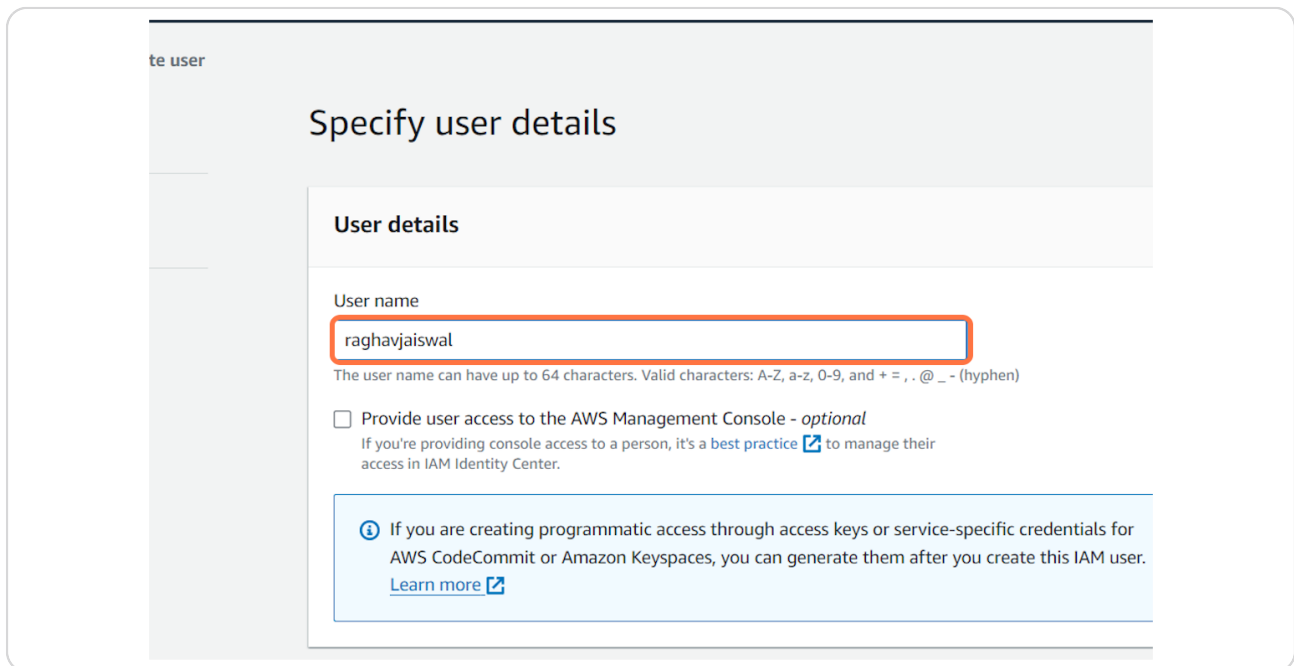 te user
Specify user details
User details
User name
raghavjaiswal
The user name can have up to 64 characters. Valid characters: A-Z, a-z, 0-9, and + = , . @ _ - (hyphen)
Provide user access to the AWS Management Console - optional
If you're providing console access to a person, it's a best practice to manage their
access in IAM Identity Center.
If you are creating programmatic access through access keys or service-specific credentials for
AWS CodeCommit or Amazon Keyspaces, you can generate them after you create this IAM user.
Learn more